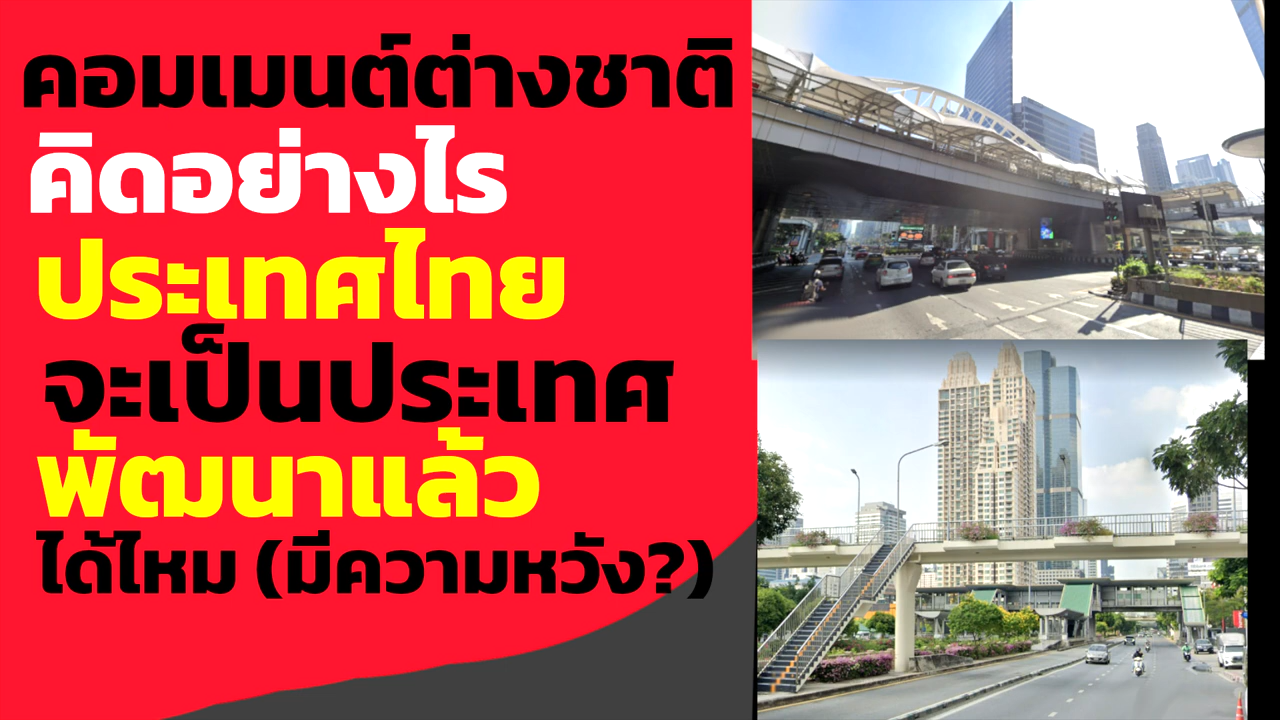 คอมเมนต์ต่างชาติ
คิดอย่างไร
ประเทศไทย
จะเป็นประเทศ
พัฒนาแล้ว
ได้ไหม (มีความหวัง?)